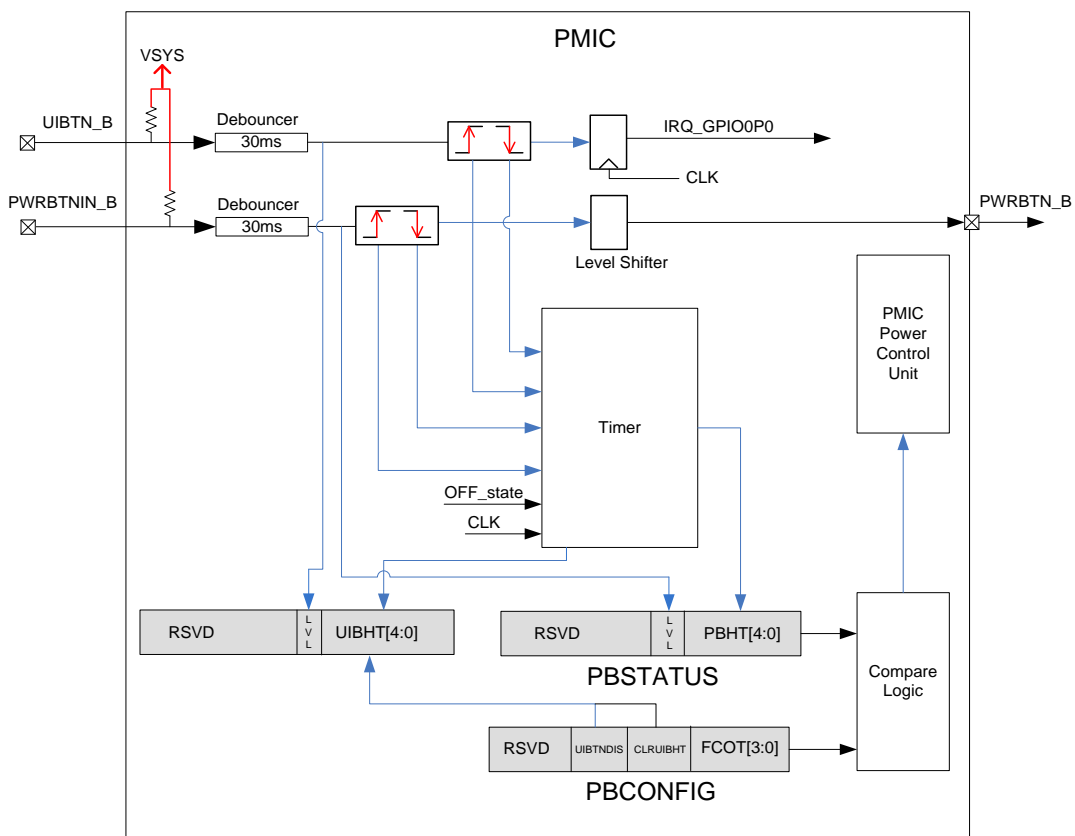 PMIC
VSYS
UIBTN_B
Debouncer
30ms
IRQ_GPIO0P0
CLK
PWRBTNIN_B
Debouncer
30ms
Level Shifter
PWRBTN_B
PMIC
Power
Control
Unit
Timer
OFF_state
CLK
RSVD
LVL
UIBHT[4:0]
RSVD
LVL
PBHT[4:0]
PBSTATUS
Compare
Logic
RSVD
UIBTNDIS
CLRUIBHT
FCOT[3:0]
PBCONFIG